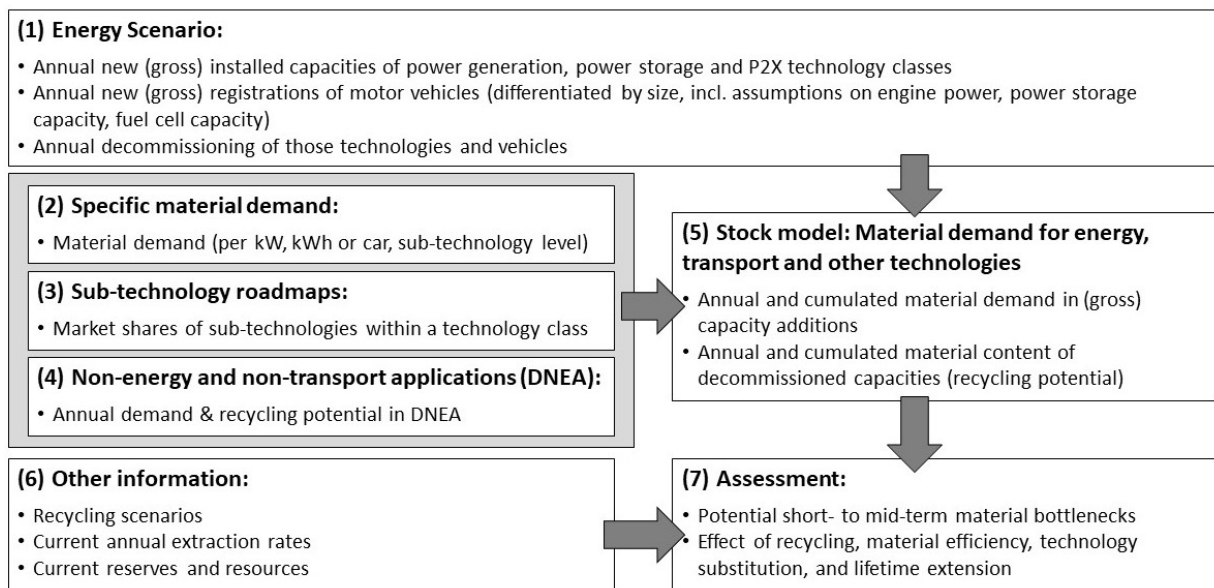 (1) Energy Scenario:
• Annual new (gross) installed capacities of power generation, power storage and P2X technology classes
• Annual new (gross) registrations of motor vehicles (differentiated by size, incl. assumptions on engine power, power storage
capacity, fuel cell capacity)
• Annual decommissioning of those technologies and vehicles
(2) Specific material demand:
• Material demand (per kW, kWh or car, sub-technology level)
(3) Sub-technology roadmaps:
• Market shares of sub-technologies within a technology class
(4) Non-energy and non-transport applications (DNEA):
• Annual demand & recycling potential in DNEA
(5) Stock model: Material demand for energy,
transport and other technologies
• Annual and cumulated material demand in (gross)
capacity additions
• Annual and cumulated material content of
decommissioned capacities (recycling potential)
(6) Other information:
• Recycling scenarios
• Current annual extraction rates
• Current reserves and resources
(7) Assessment:
• Potential short- to mid-term material bottlenecks
• Effect of recycling, material efficiency, technology
substitution, and lifetime extension